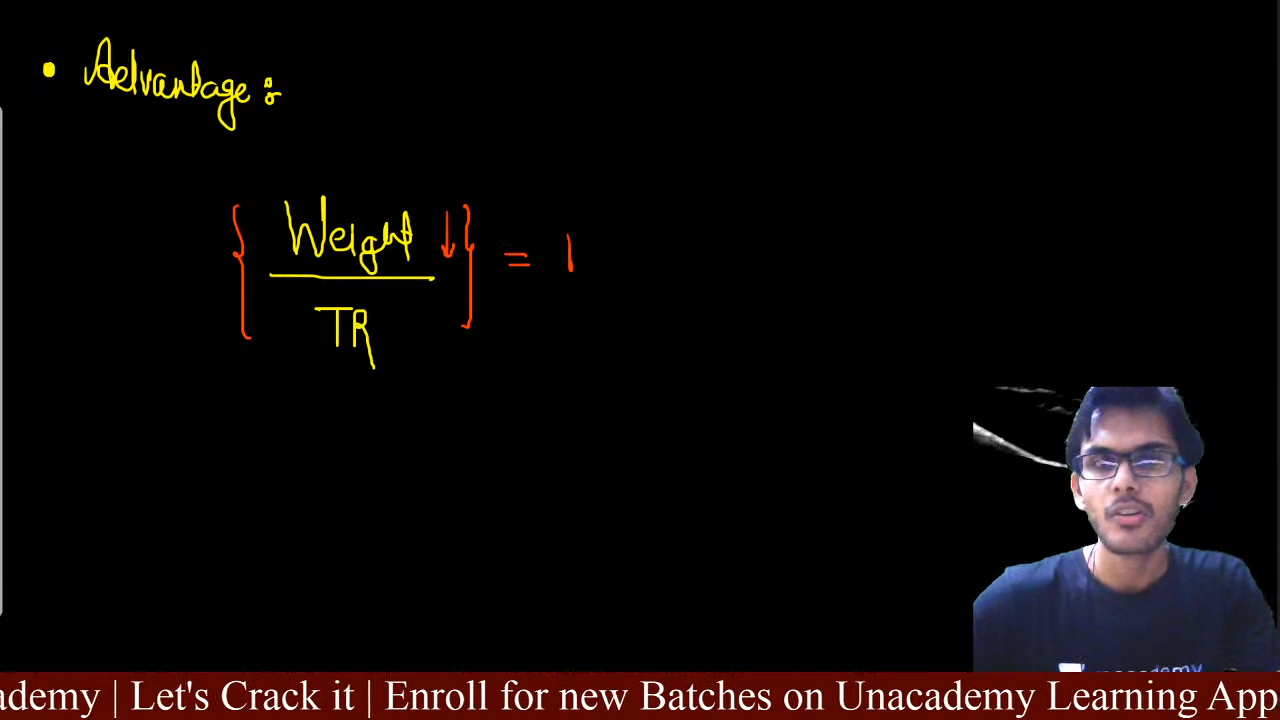 • Advantage :
{ Weight ↓ } = 1
TR
ademy | Let's Crack it | Enroll for new Batches on Unacademy Learning App